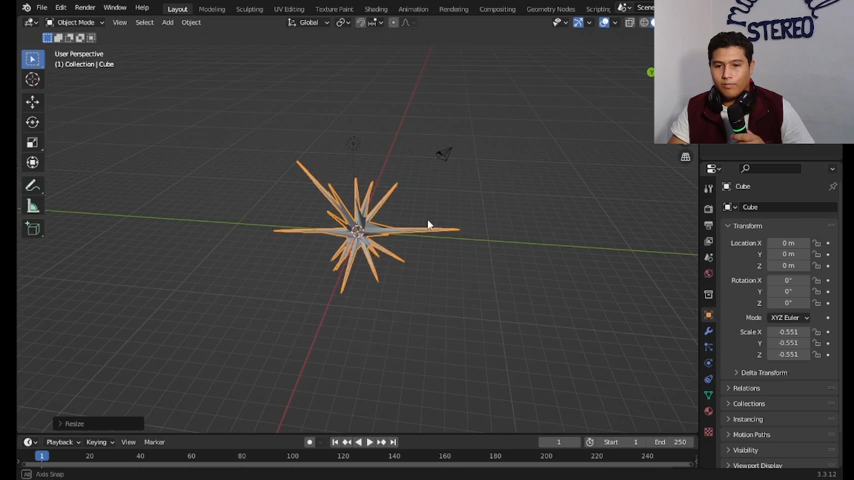 File Edit Render Window Help Layout Modeling Sculpting UV Editing Texture Paint Shading Animation Rendering Compositing Geometry Nodes Scripting
STEREO
Object Mode View Select Add Object Global
User Perspective
(1) Collection | Cube
Cube
Cube
Transform
Location X 0 m
Y 0 m
Z 0 m
Rotation X 0°
Y 0°
Z 0°
Mode XYZ Euler
Scale X -0.551
Y -0.551
Z -0.551
Delta Transform
Relations
Collections
Instancing
Motion Paths
Visibility
Viewport Display
Resize
Playback Keying View Marker 1 Start 1 End 250
1 20 40 60 80 100 120 140 160 180 200 220 240
Axis Snap 3.3.12